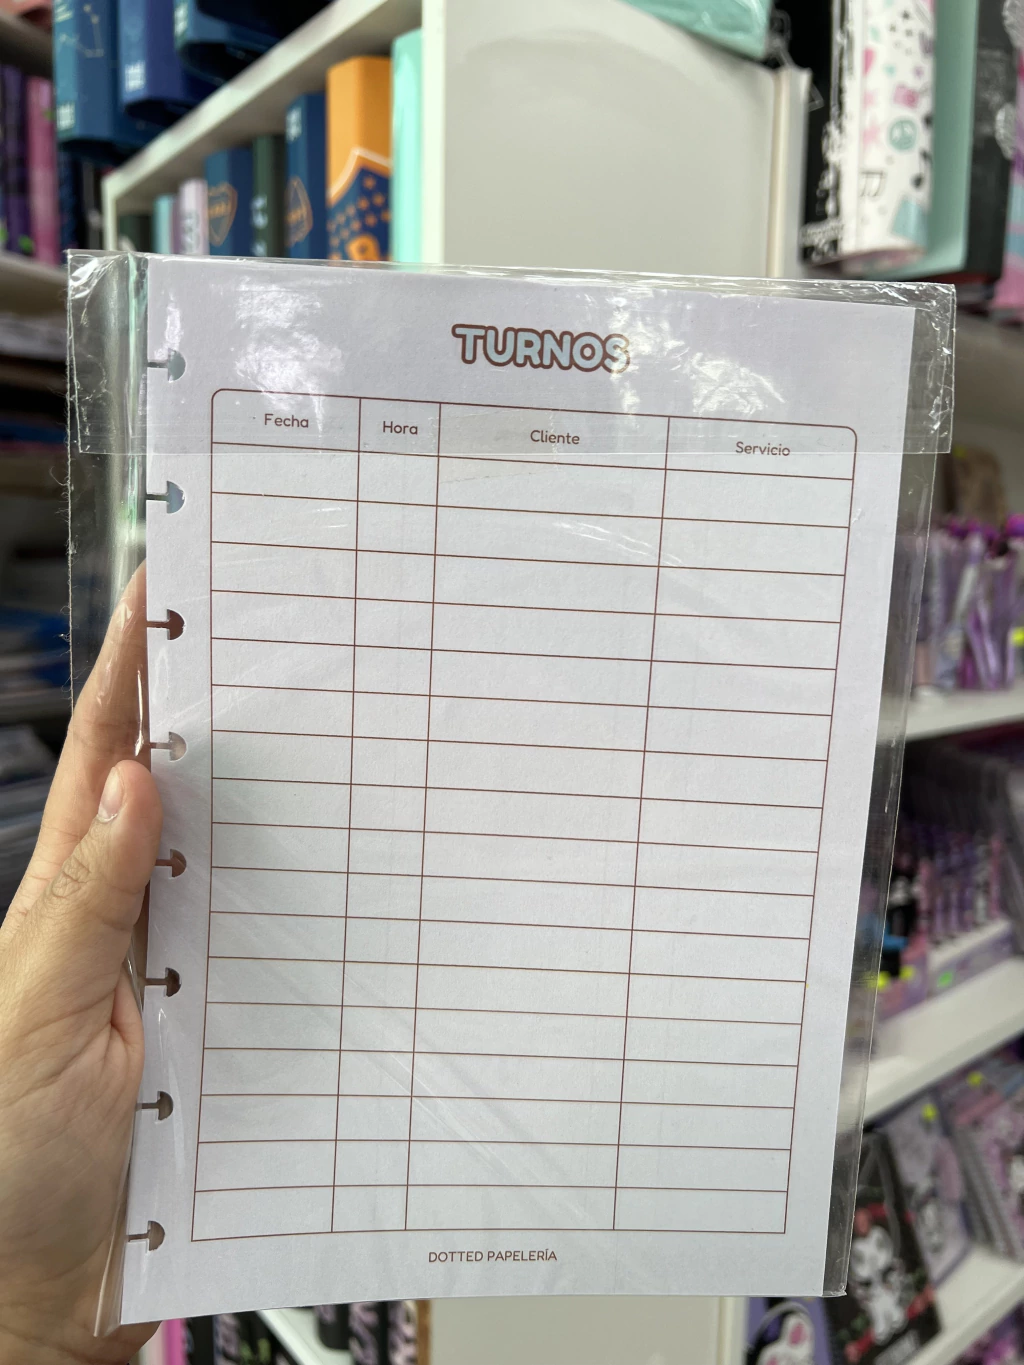 TURNOS
Fecha
Hora
Cliente
Servicio
DOTTED PAPELERÍA